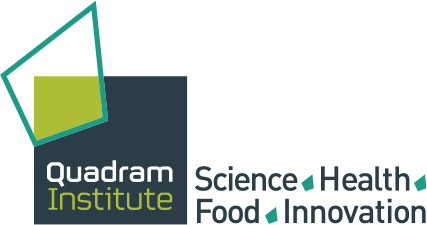 Quadram
Institute
Science Health
Food Innovation